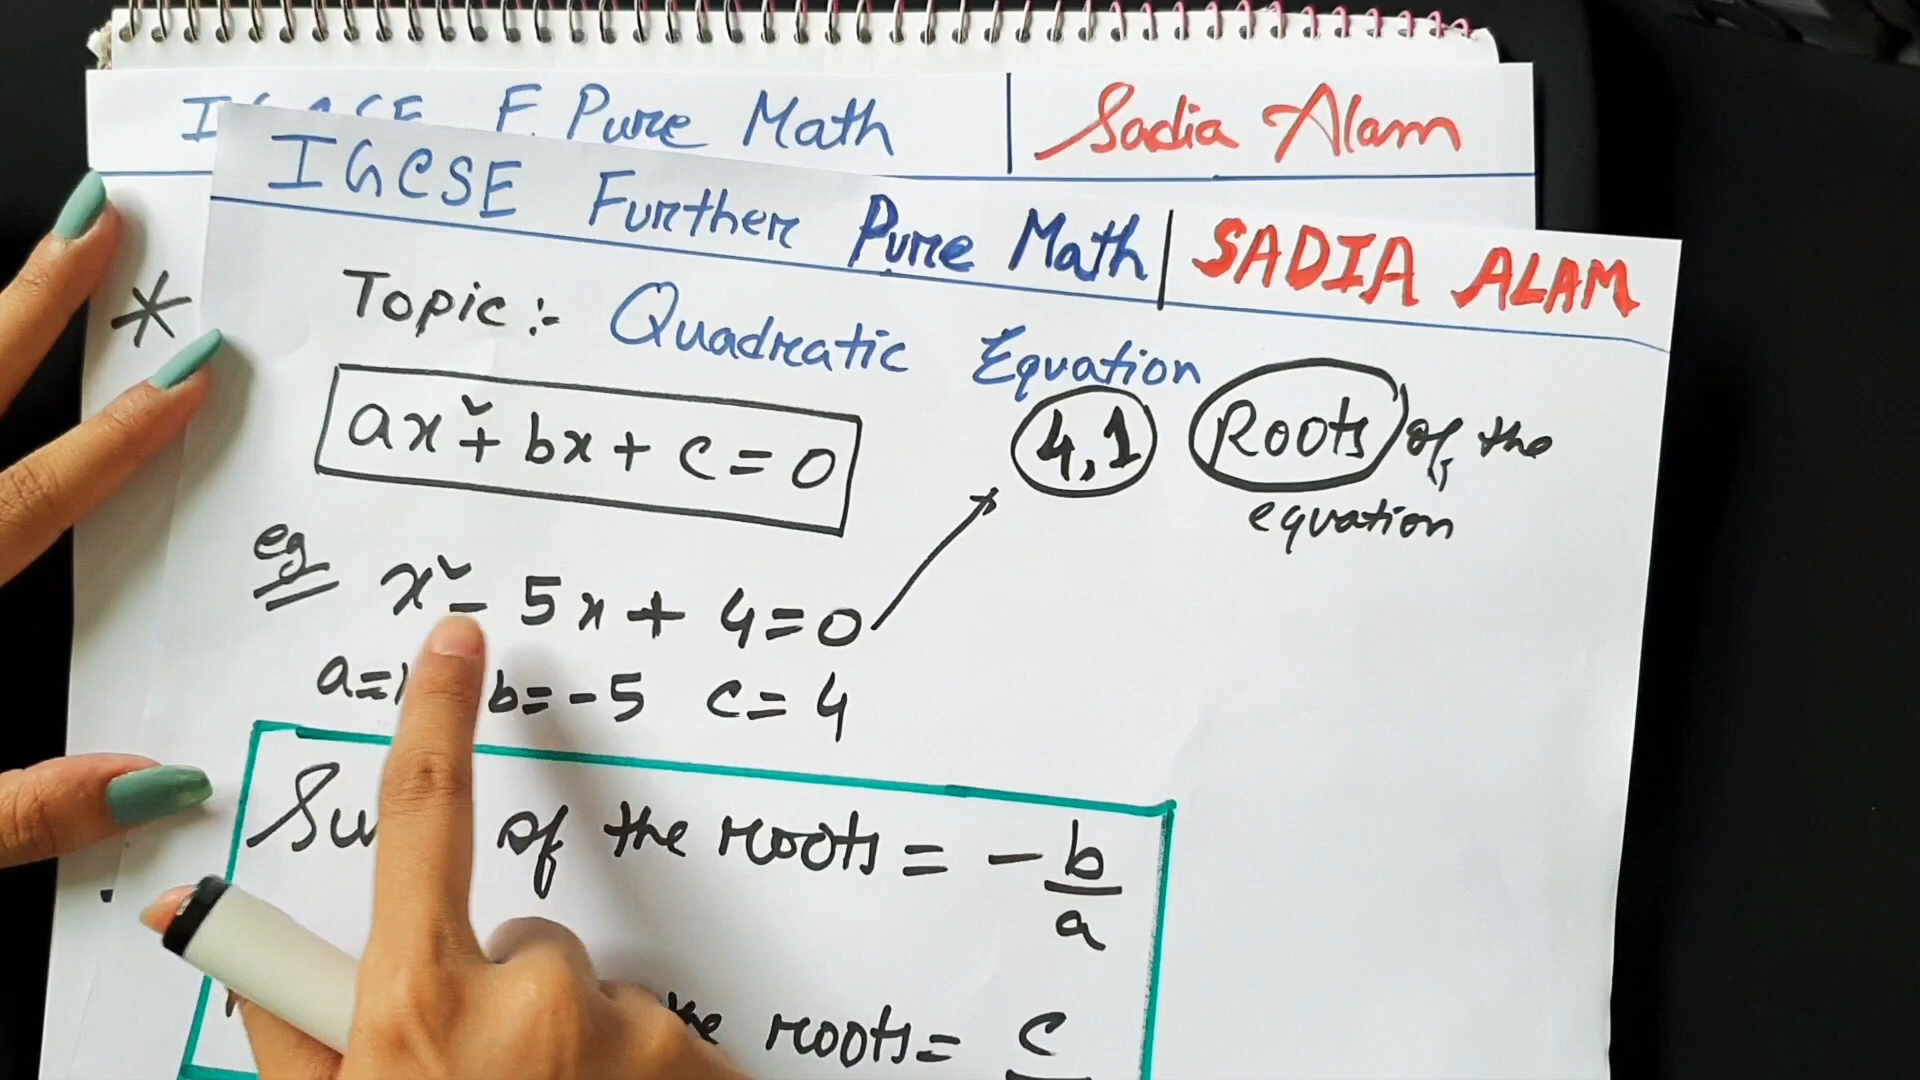 F. Pure Math | Sadia Alam
IGCSE Further Pure Math | SADIA ALAM
Topic:- Quadratic Equation
ax² + bx + c = 0
4,1 Roots of the
equation
eg x² - 5x + 4 = 0
a = b = -5 c = 4
of the roots = - b/a
roots = c